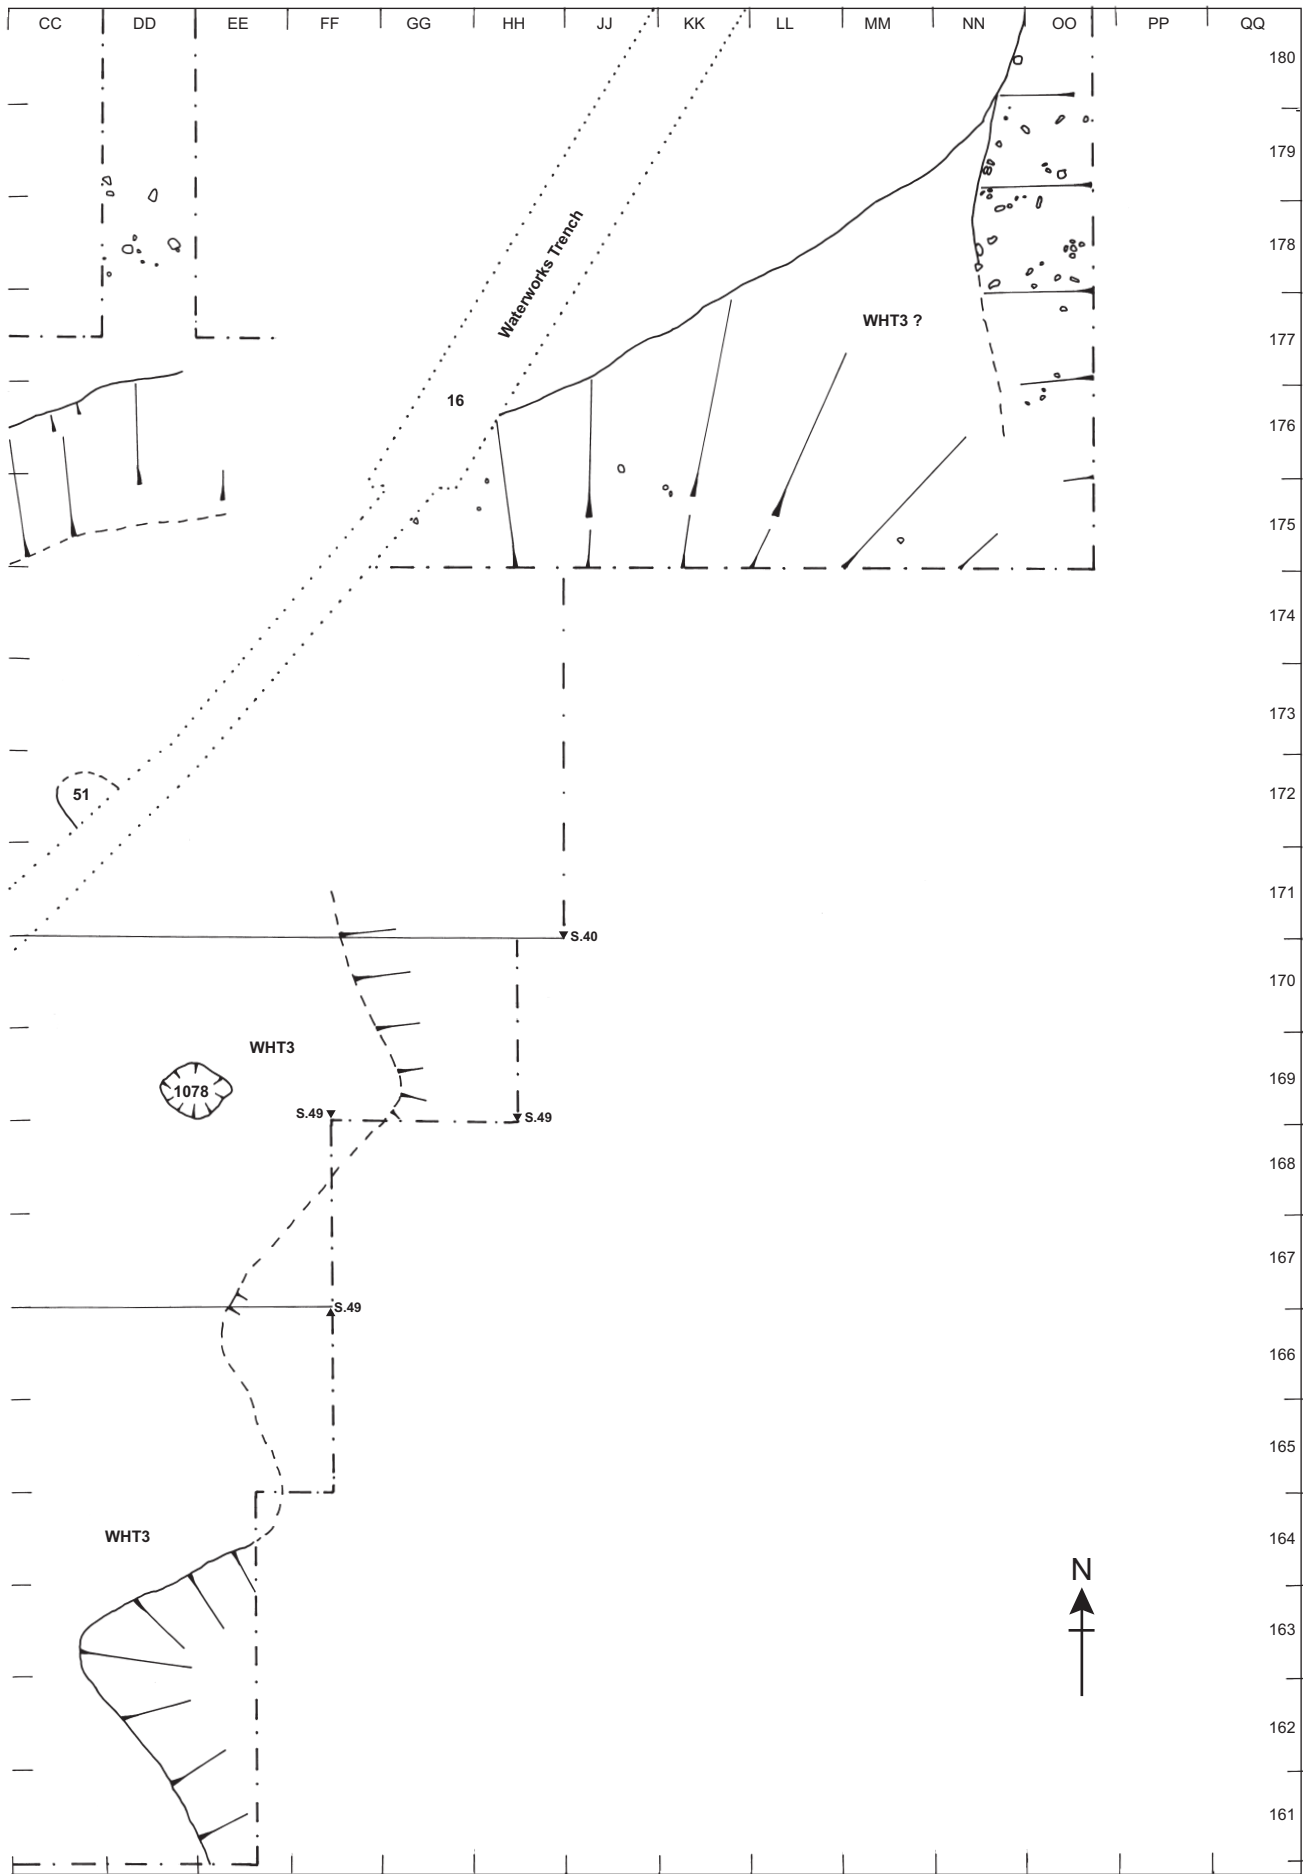 CC DD EE FF GG HH JJ KK LL MM NN OO PP QQ
180
179
178
Waterworks Trench
WHT3 ?
177
16
176
175
174
173
51
172
171
S.40
170
WHT3
1078
169
S.49
S.49
168
167
S.49
166
165
WHT3
164
N
163
162
161